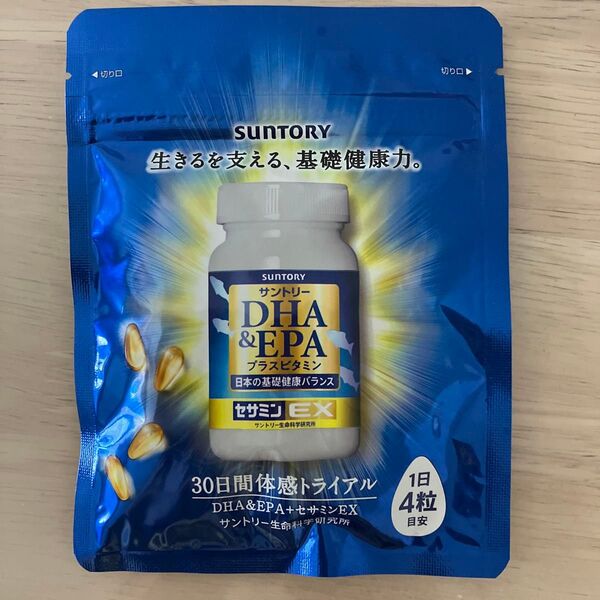 ◀切り口
切り口▶
SUNTORY
生きるを支える、基礎健康力。
SUNTORY
サントリー
DHA
&EPA
プラスビタミン
日本の基礎健康バランス
セサミンEX
サントリー生命科学研究所
30日間体感トライアル
DHA&EPA+セサミンEX
サントリー生命科学研究所
1日
4粒
目安